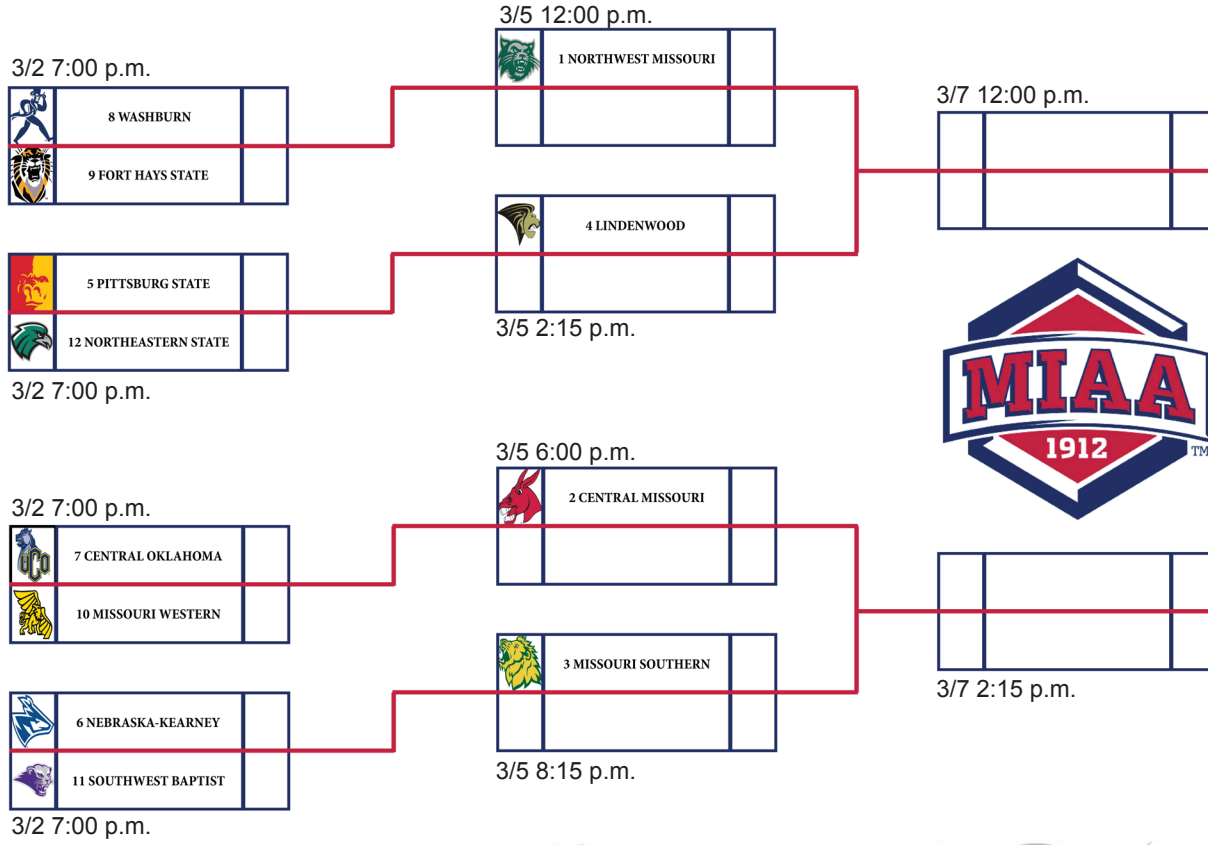 3/2 7:00 p.m.
8 WASHBURN
9 FORT HAYS STATE
5 PITTSBURG STATE
12 NORTHEASTERN STATE
3/2 7:00 p.m.
3/2 7:00 p.m.
UCO
7 CENTRAL OKLAHOMA
10 MISSOURI WESTERN
6 NEBRASKA-KEARNEY
11 SOUTHWEST BAPTIST
3/2 7:00 p.m.
3/5 12:00 p.m.
1 NORTHWEST MISSOURI
4 LINDENWOOD
3/5 2:15 p.m.
3/5 6:00 p.m.
2 CENTRAL MISSOURI
3 MISSOURI SOUTHERN
3/5 8:15 p.m.
3/7 12:00 p.m.
MIAA
1912
TM
3/7 2:15 p.m.